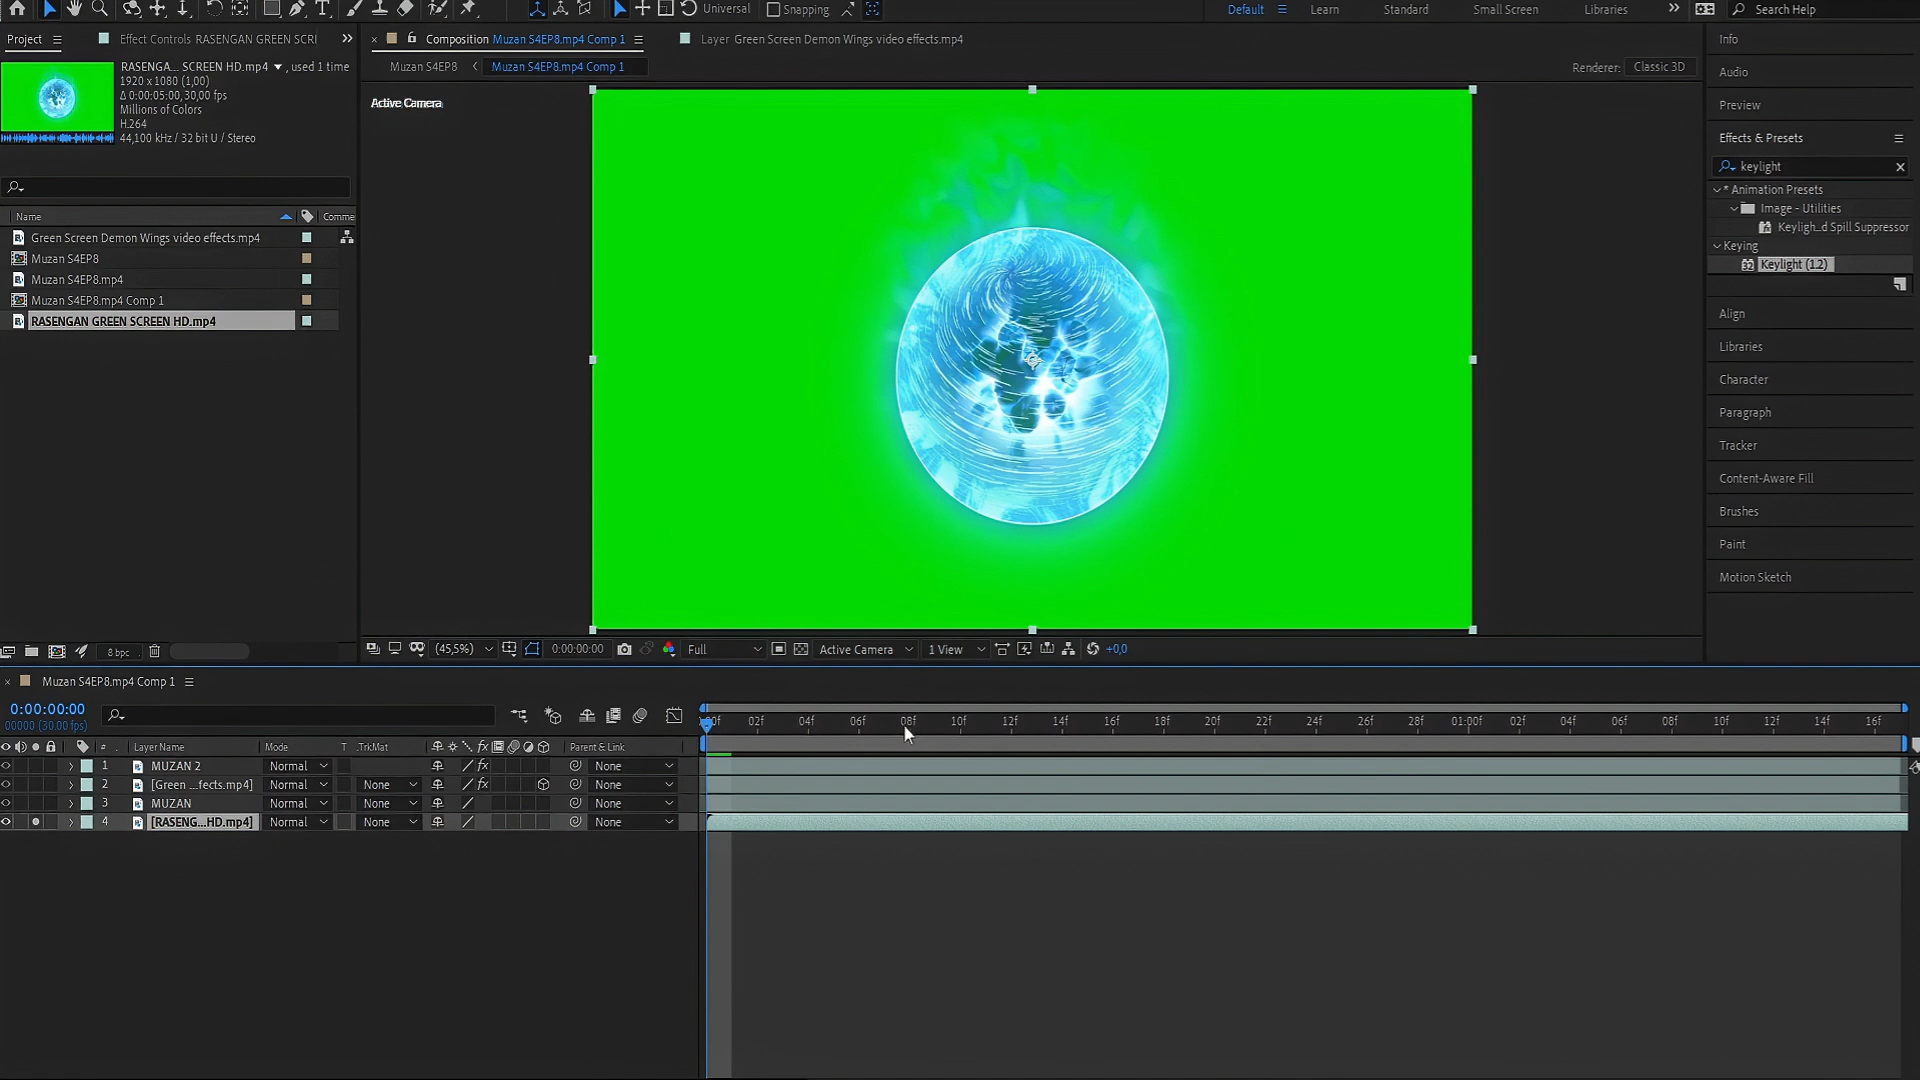 Universal
Snapping
Default
Learn
Standard
Small Screen
Libraries
Search Help
Project
Effect Controls RASENGAN GREEN SCRI
Composition Muzan S4EP8.mp4 Comp 1
Layer Green Screen Demon Wings video effects.mp4
Info
RASENGA... SCREEN HD.mp4 , used 1 time
1920 x 1080 (1,00)
Δ 0:00:05:00, 30,00 fps
Millions of Colors
H.264
44,100 kHz / 32 bit U / Stereo
Muzan S4EP8
Muzan S4EP8.mp4 Comp 1
Renderer:
Classic 3D
Active Camera
Audio
Preview
Effects & Presets
keylight
* Animation Presets
Image - Utilities
Keyligh...d Spill Suppressor
Keying
Keylight (1.2)
Name
Comme
Green Screen Demon Wings video effects.mp4
Muzan S4EP8
Muzan S4EP8.mp4
Muzan S4EP8.mp4 Comp 1
RASENGAN GREEN SCREEN HD.mp4
Align
Libraries
Character
Paragraph
Tracker
Content-Aware Fill
Brushes
Paint
Motion Sketch
8 bpc
(45,5%)
0:00:00:00
Full
Active Camera
1 View
+0,0
Muzan S4EP8.mp4 Comp 1
0:00:00:00
00000 (30.00 fps)
02f 04f 06f 08f 10f 12f 14f 16f 18f 20f 22f 24f 26f 28f 01:00f 02f 04f 06f 08f 10f 12f 14f 16f
# Layer Name Mode T .TrkMat fx Parent & Link
1 MUZAN 2 Normal fx None
2 [Green ...fects.mp4] Normal None fx None
3 MUZAN Normal None None
4 [RASENG...HD.mp4] Normal None None